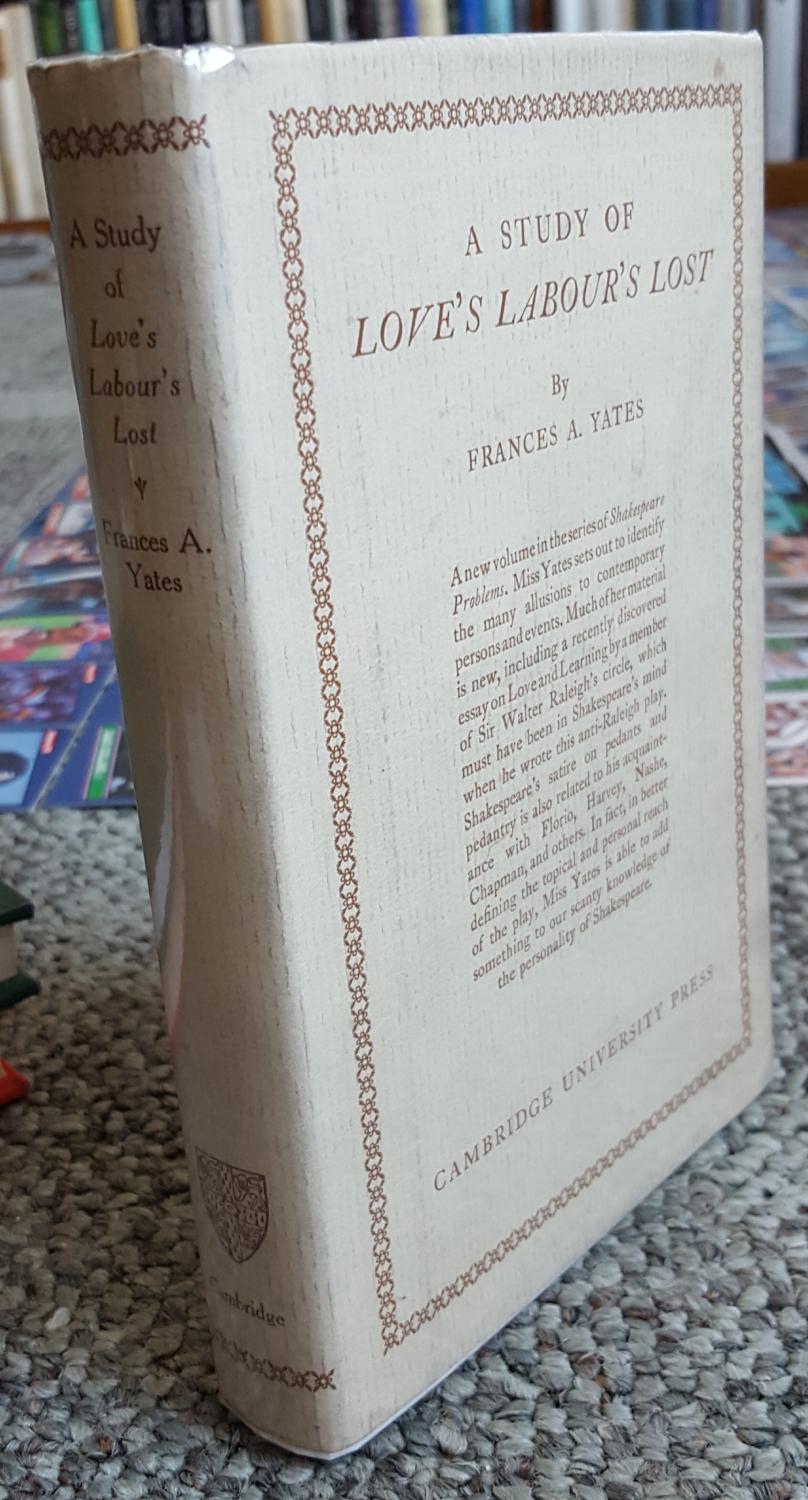 A Study
of
Love's
Labour's
Lost
Frances A.
Yates
Cambridge
A STUDY OF
LOVE'S LABOUR'S LOST
By
FRANCES A. YATES
A new volume in the series of Shakespeare
Problems. Miss Yates sets out to identify
the many allusions to contemporary
persons and events. Much of her material
is new, including a recently discovered
essay on Love and Learning by a member
of Sir Walter Raleigh's circle, which
must have been in Shakespeare's mind
when he wrote this anti-Raleigh play.
Shakespeare's satire on pedants and
pedantry is also related to his acquaint-
ance with Florio, Harvey, Nashe,
Chapman, and others. In fact, in better
defining the topical and personal reach
of the play, Miss Yates is able to add
something to our scanty knowledge of
the personality of Shakespeare.
CAMBRIDGE UNIVERSITY PRESS